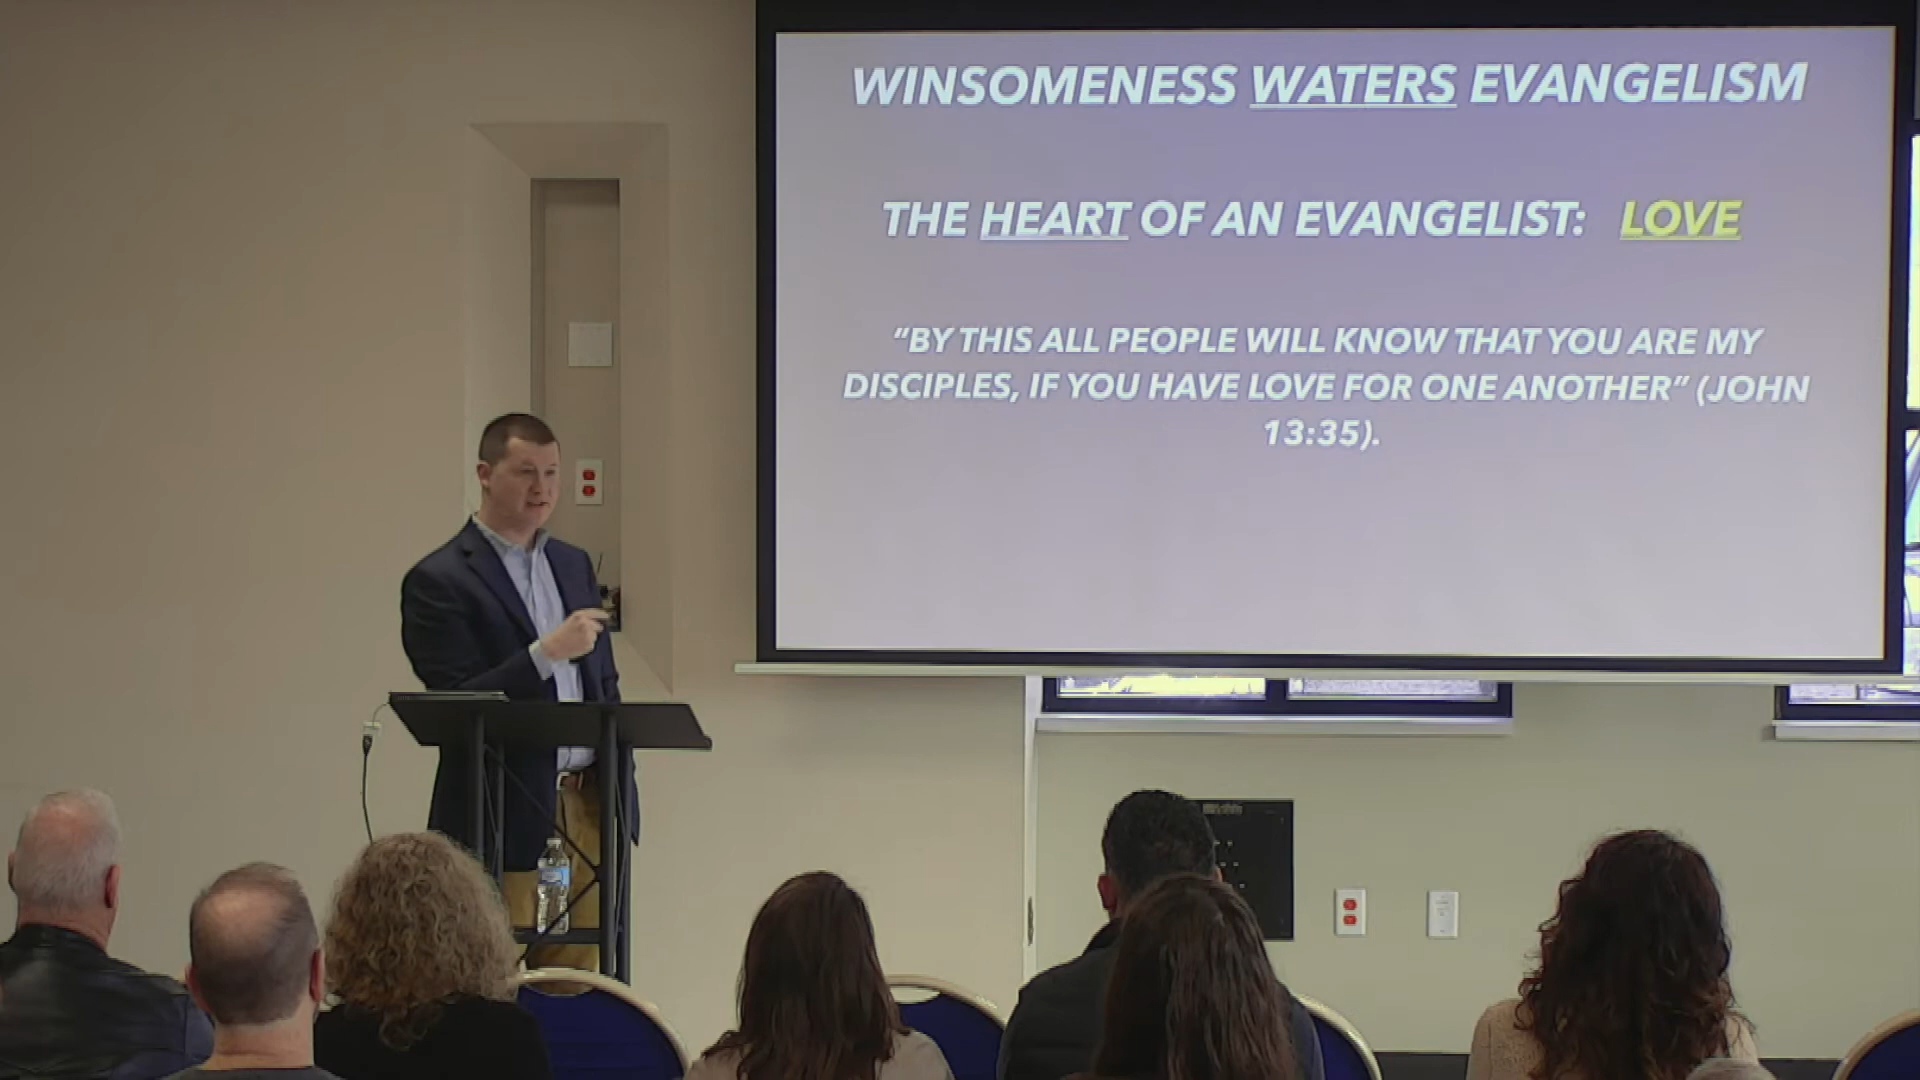 WINSOMENESS WATERS EVANGELISM
THE HEART OF AN EVANGELIST: LOVE
“BY THIS ALL PEOPLE WILL KNOW THAT YOU ARE MY
DISCIPLES, IF YOU HAVE LOVE FOR ONE ANOTHER” (JOHN
13:35).